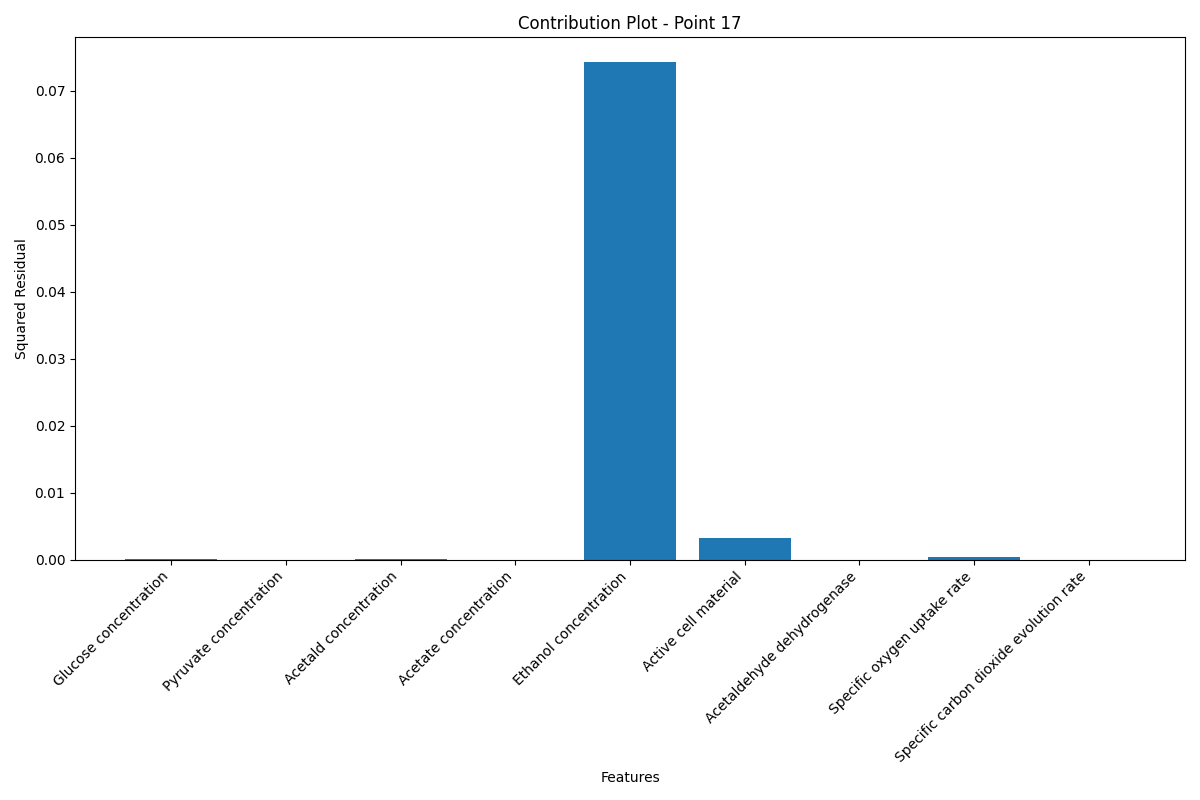 Contribution Plot - Point 17
Squared Residual
0.07
0.06
0.05
0.04
0.03
0.02
0.01
0.00
Glucose concentration
Pyruvate concentration
Acetald concentration
Acetate concentration
Ethanol concentration
Active cell material
Acetaldehyde dehydrogenase
Specific oxygen uptake rate
Specific carbon dioxide evolution rate
Features